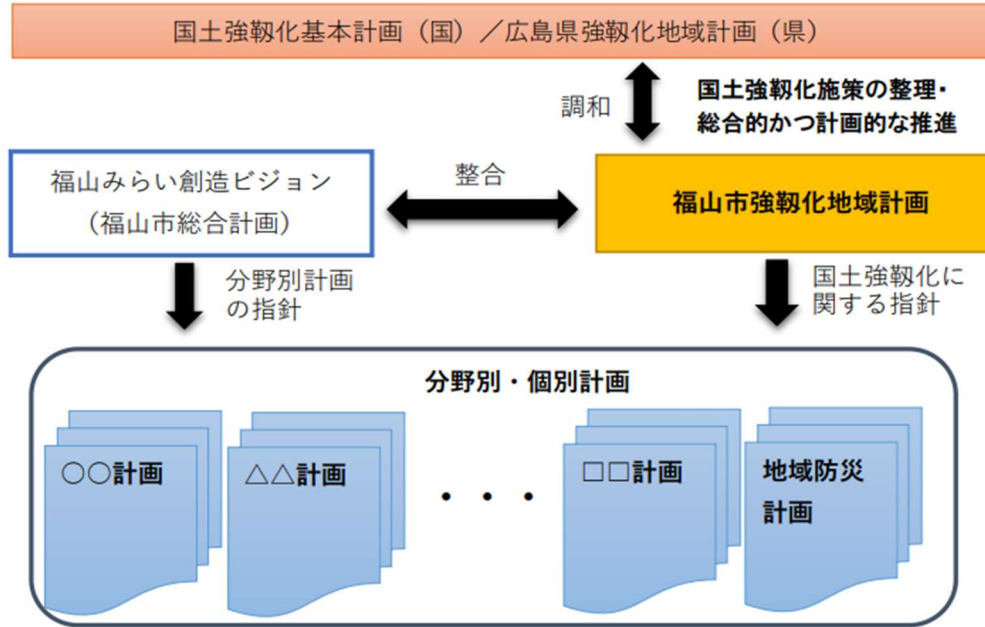 国土強靱化基本計画（国）／広島県強靱化地域計画（県）
調和
国土強靱化施策の整理・
総合的かつ計画的な推進
福山みらい創造ビジョン
（福山市総合計画）
整合
福山市強靱化地域計画
分野別計画
の指針
国土強靱化に
関する指針
分野別・個別計画
○○計画
△△計画
・・・
□□計画
地域防災
計画